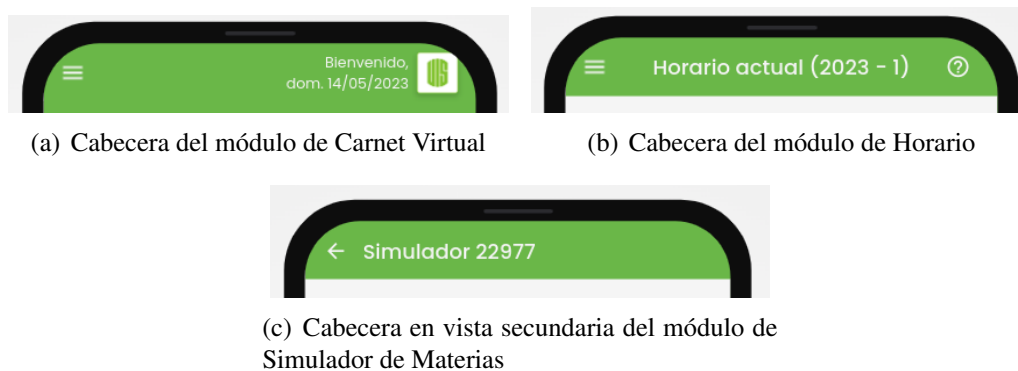 Bienvenido,
dom. 14/05/2023
UIS
(a) Cabecera del módulo de Carnet Virtual
Horario actual (2023 - 1)
?
(b) Cabecera del módulo de Horario
Simulador 22977
(c) Cabecera en vista secundaria del módulo de
Simulador de Materias